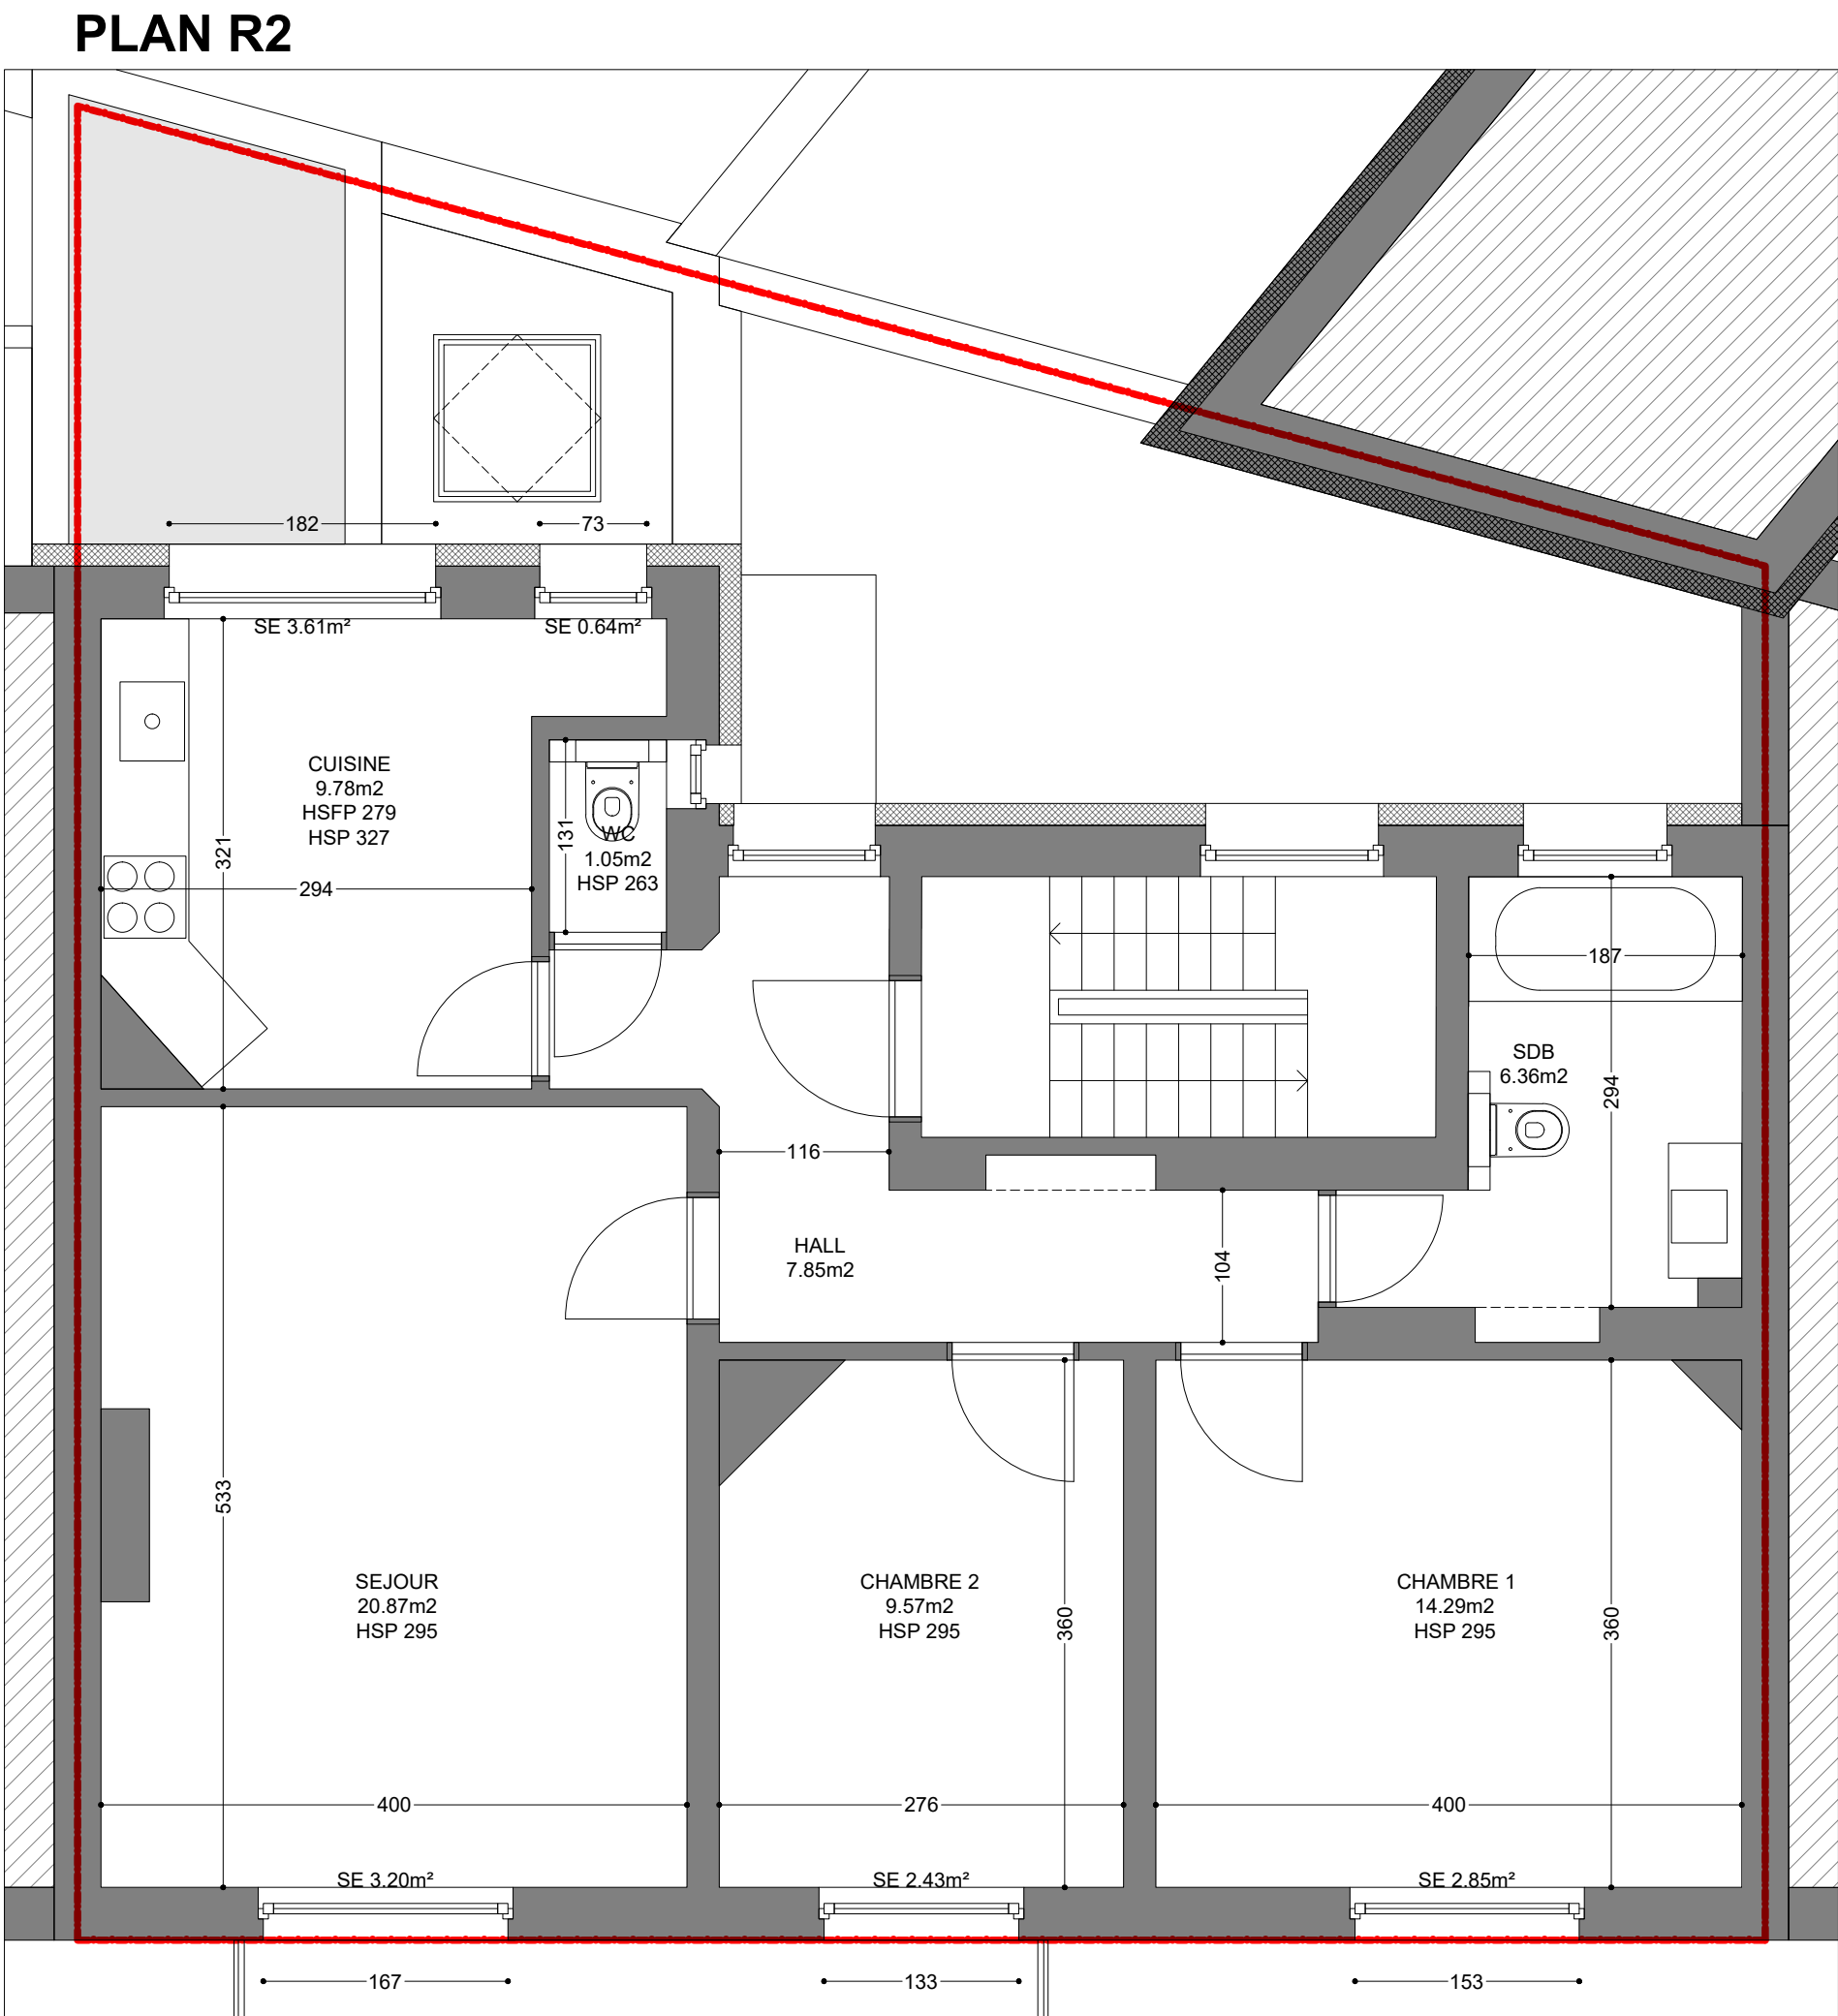 PLAN R2
182
73
SE 3.61m²
SE 0.64m²
CUISINE
9.78m2
HSFP 279
HSP 327
321
294
131
WC
1.05m2
HSP 263
187
SDB
6.36m2
294
116
HALL
7.85m2
104
533
SEJOUR
20.87m2
HSP 295
CHAMBRE 2
9.57m2
HSP 295
360
CHAMBRE 1
14.29m2
HSP 295
360
400
276
400
SE 3.20m²
SE 2.43m²
SE 2.85m²
167
133
153